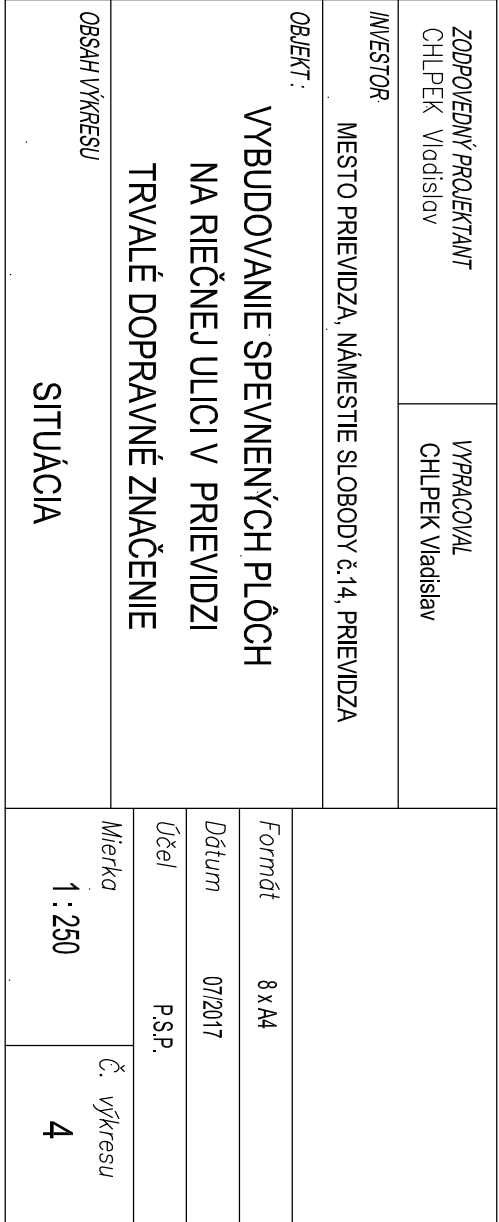 ZODPOVEDNÝ PROJEKTANT
CHLPEK Vladislav
VYPRACOVAL
CHLPEK Vladislav
INVESTOR
MESTO PRIEVIDZA, NÁMESTIE SLOBODY č.14, PRIEVIDZA
OBJEKT :
VYBUDOVANIE SPEVNENÝCH PLÔCH
NA RIEČNEJ ULICI V PRIEVIDZI
TRVALÉ DOPRAVNÉ ZNAČENIE
Formát 8 x A4
Dátum 07/2017
Účel P.S.P.
OBSAH VÝKRESU
SITUÁCIA
Mierka
1 : 250
Č. výkresu
4